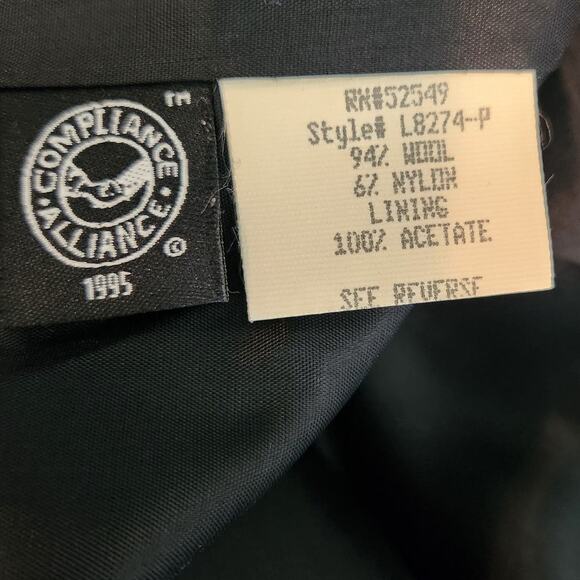 COMPLIANCE
· ALLIANCE ·
TM
©
1995
RN#52549
Style# L8274-P
94% WOOL
6% NYLON
LINING
100% ACETATE
SEE REVERSE